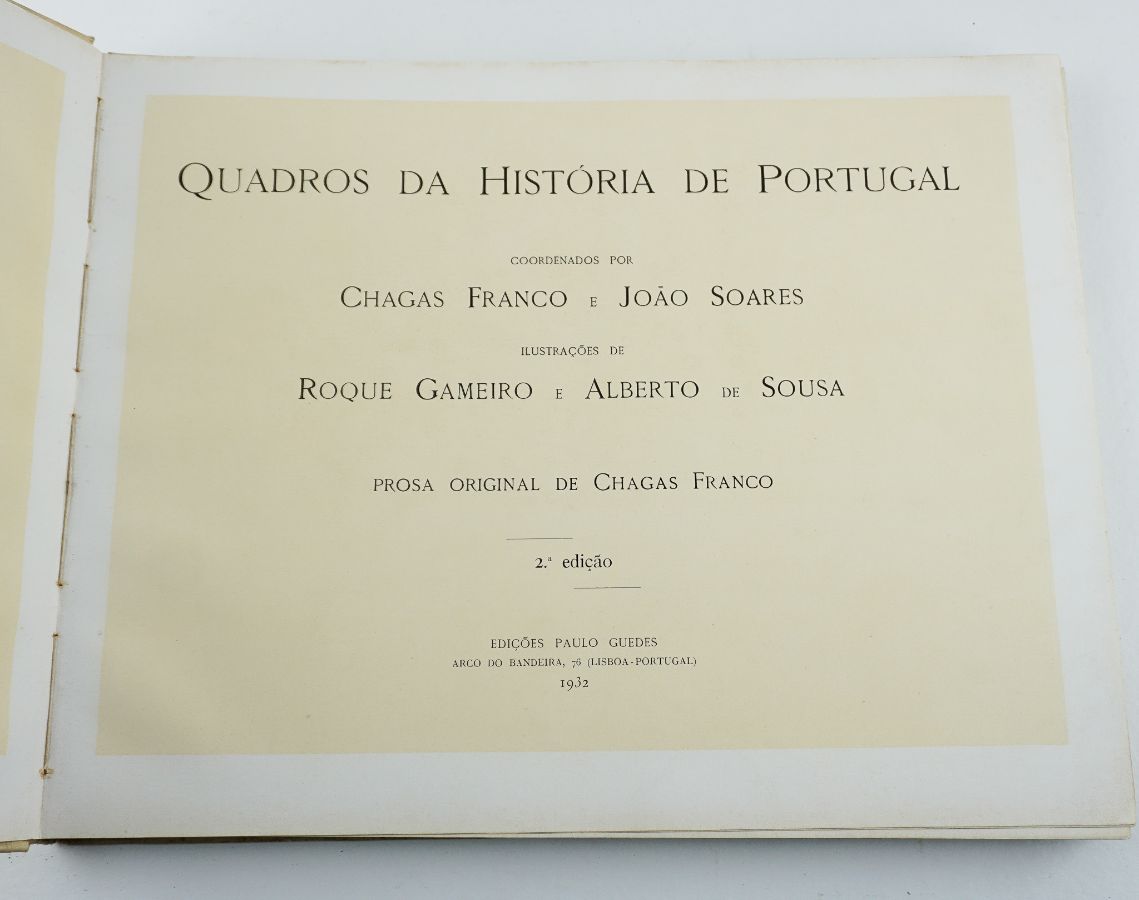 QUADROS DA HISTÓRIA DE PORTUGAL
COORDENADOS POR
CHAGAS FRANCO E JOÃO SOARES
ILUSTRAÇÕES DE
ROQUE GAMEIRO E ALBERTO DE SOUSA
PROSA ORIGINAL DE CHAGAS FRANCO
2.ª edição
EDIÇÕES PAULO GUEDES
ARCO DO BANDEIRA, 76 (LISBOA-PORTUGAL)
1932